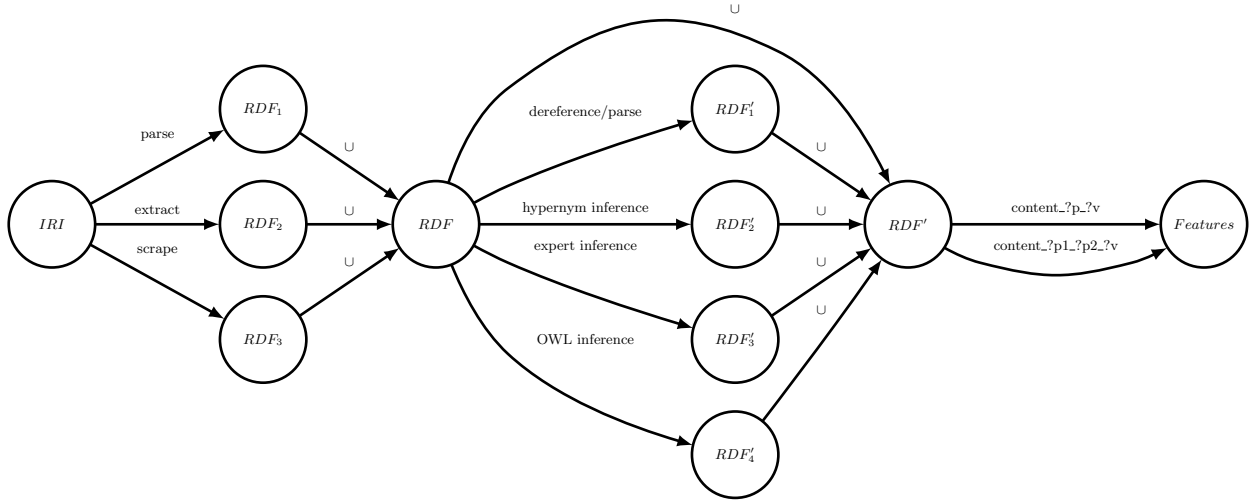 ∪
RDF₁
RDF′₁
dereference/parse
parse
∪
∪
extract
∪
hypernym inference
∪
content_?p_?v
IRI
RDF₂
RDF
RDF′₂
RDF′
Features
scrape
expert inference
content_?p1_?p2_?v
∪
∪
∪
RDF₃
OWL inference
RDF′₃
RDF′₄